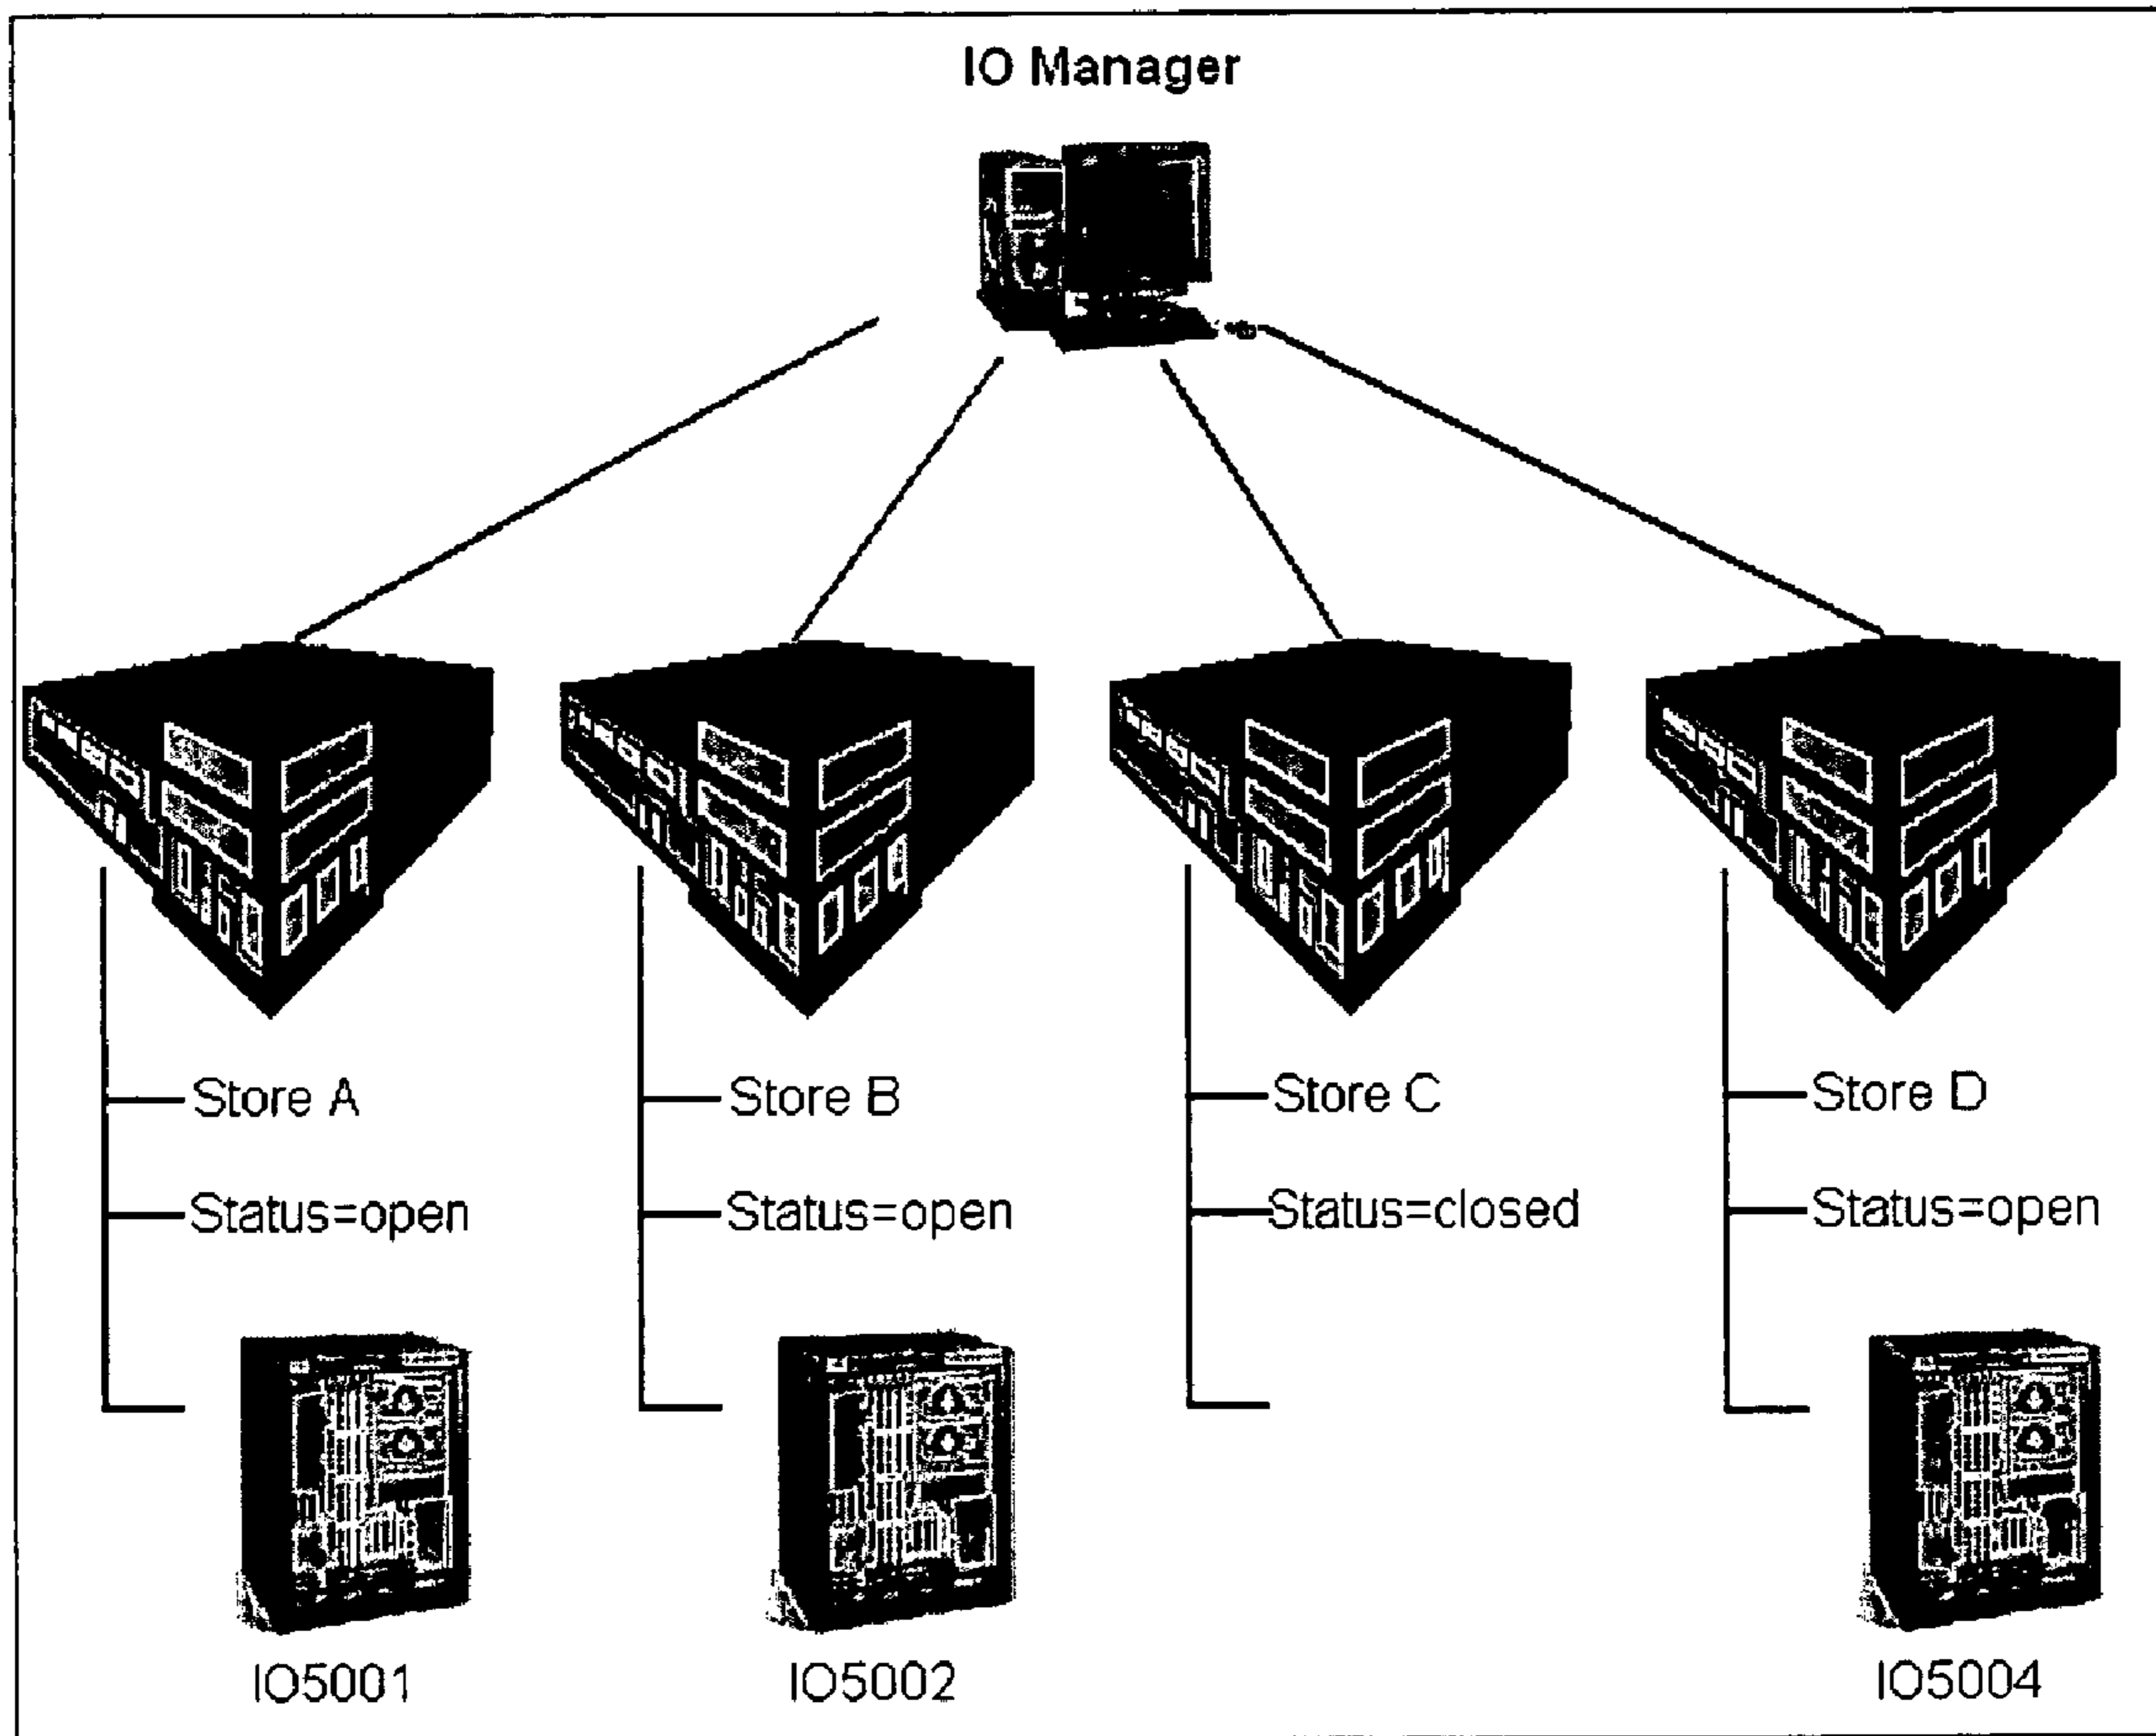 IO Manager
Store A
Store B
Store C
Store D
Status=open
Status=open
Status=closed
Status=open
IO5001
IO5002
IO5004